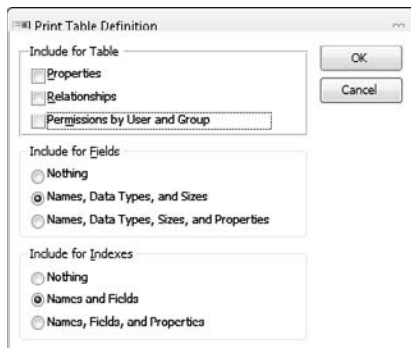 Print Table Definition
Include for Table
Properties
Relationships
Permissions by User and Group
OK
Cancel
Include for Fields
Nothing
Names, Data Types, and Sizes
Names, Data Types, Sizes, and Properties
Include for Indexes
Nothing
Names and Fields
Names, Fields, and Properties